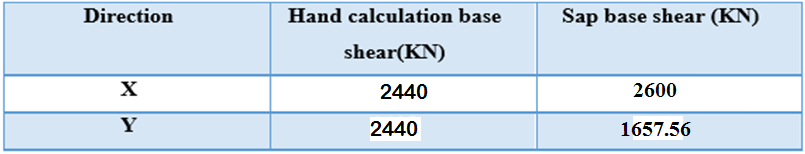 Direction Hand calculation base shear(KN) Sap base shear (KN)
X 2440 2600
Y 2440 1657.56